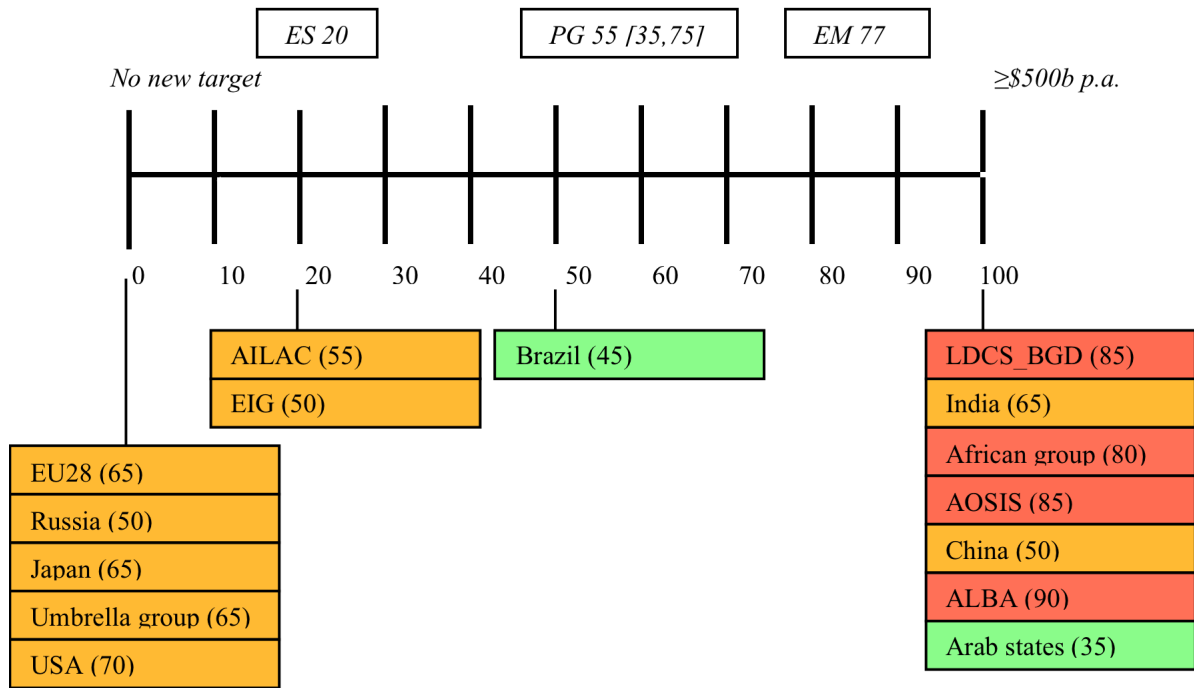 ES 20
PG 55 [35,75]
EM 77
No new target
≥$500b p.a.
0 10 20 30 40 50 60 70 80 90 100
AILAC (55)
EIG (50)
Brazil (45)
EU28 (65)
Russia (50)
Japan (65)
Umbrella group (65)
USA (70)
LDCS_BGD (85)
India (65)
African group (80)
AOSIS (85)
China (50)
ALBA (90)
Arab states (35)